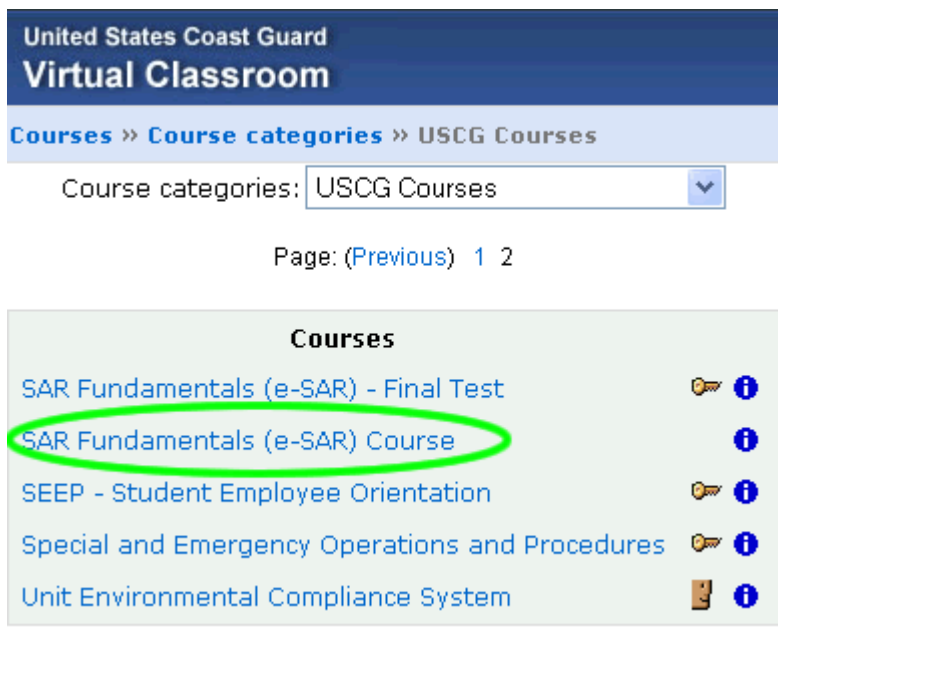 United States Coast Guard
Virtual Classroom
Courses » Course categories » USCG Courses
Course categories: USCG Courses
Page: (Previous) 1 2
Courses
SAR Fundamentals (e-SAR) - Final Test
SAR Fundamentals (e-SAR) Course
SEEP - Student Employee Orientation
Special and Emergency Operations and Procedures
Unit Environmental Compliance System